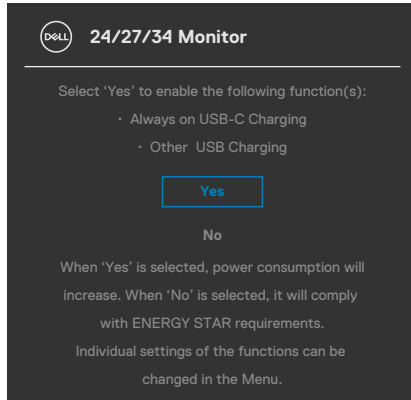 DELL
24/27/34 Monitor
Select ‘Yes’ to enable the following function(s):
· Always on USB-C Charging
· Other USB Charging
Yes
No
When ‘Yes’ is selected, power consumption will
increase. When ‘No’ is selected, it will comply
with ENERGY STAR requirements.
Individual settings of the functions can be
changed in the Menu.